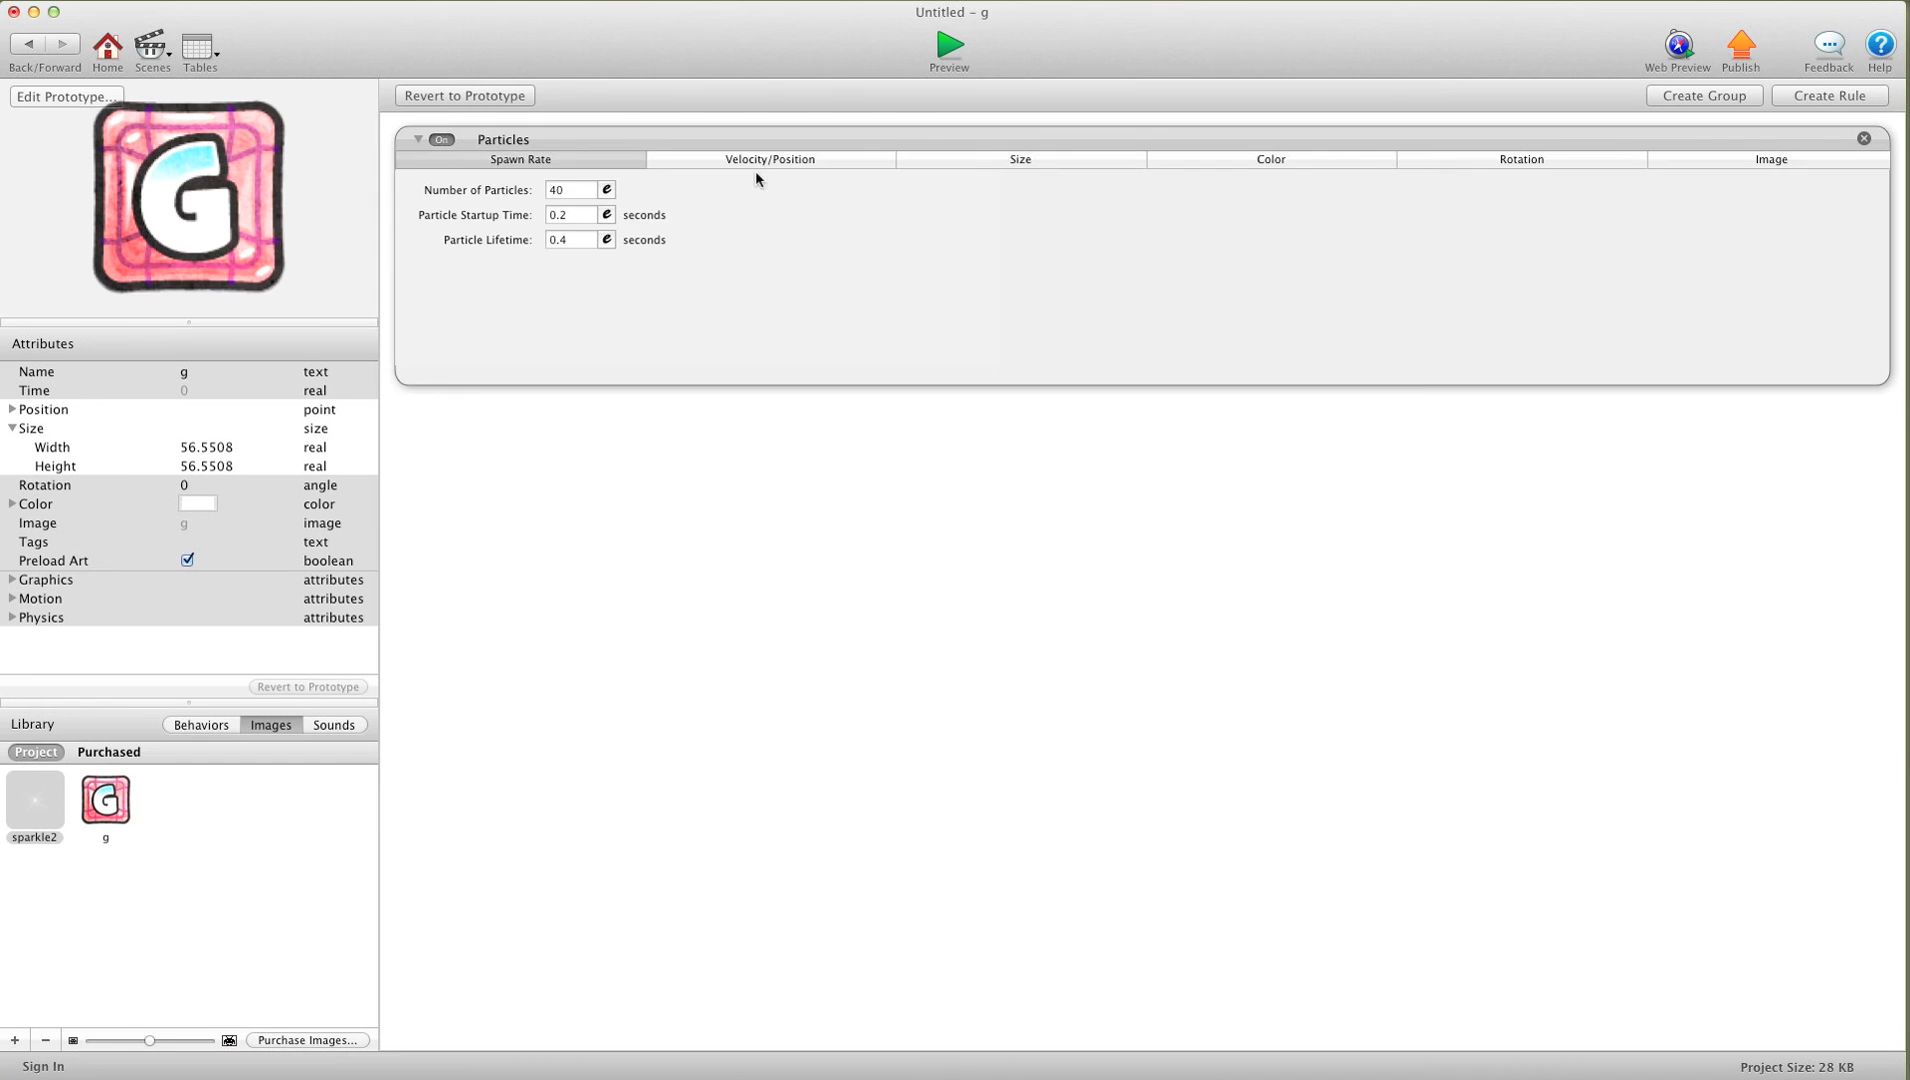 Untitled – g
Back/Forward Home Scenes Tables Preview Web Preview Publish Feedback Help
Edit Prototype... Revert to Prototype Create Group Create Rule
G
On Particles
Spawn Rate Velocity/Position Size Color Rotation Image
Number of Particles: 40 e
Particle Startup Time: 0.2 e seconds
Particle Lifetime: 0.4 e seconds
Attributes
Name g text
Time 0 real
Position point
Size size
Width 56.5508 real
Height 56.5508 real
Rotation 0 angle
Color color
Image g image
Tags text
Preload Art boolean
Graphics attributes
Motion attributes
Physics attributes
Revert to Prototype
Library Behaviors Images Sounds
Project Purchased
G
sparkle2 g
+ − Purchase Images...
Sign In Project Size: 28 KB